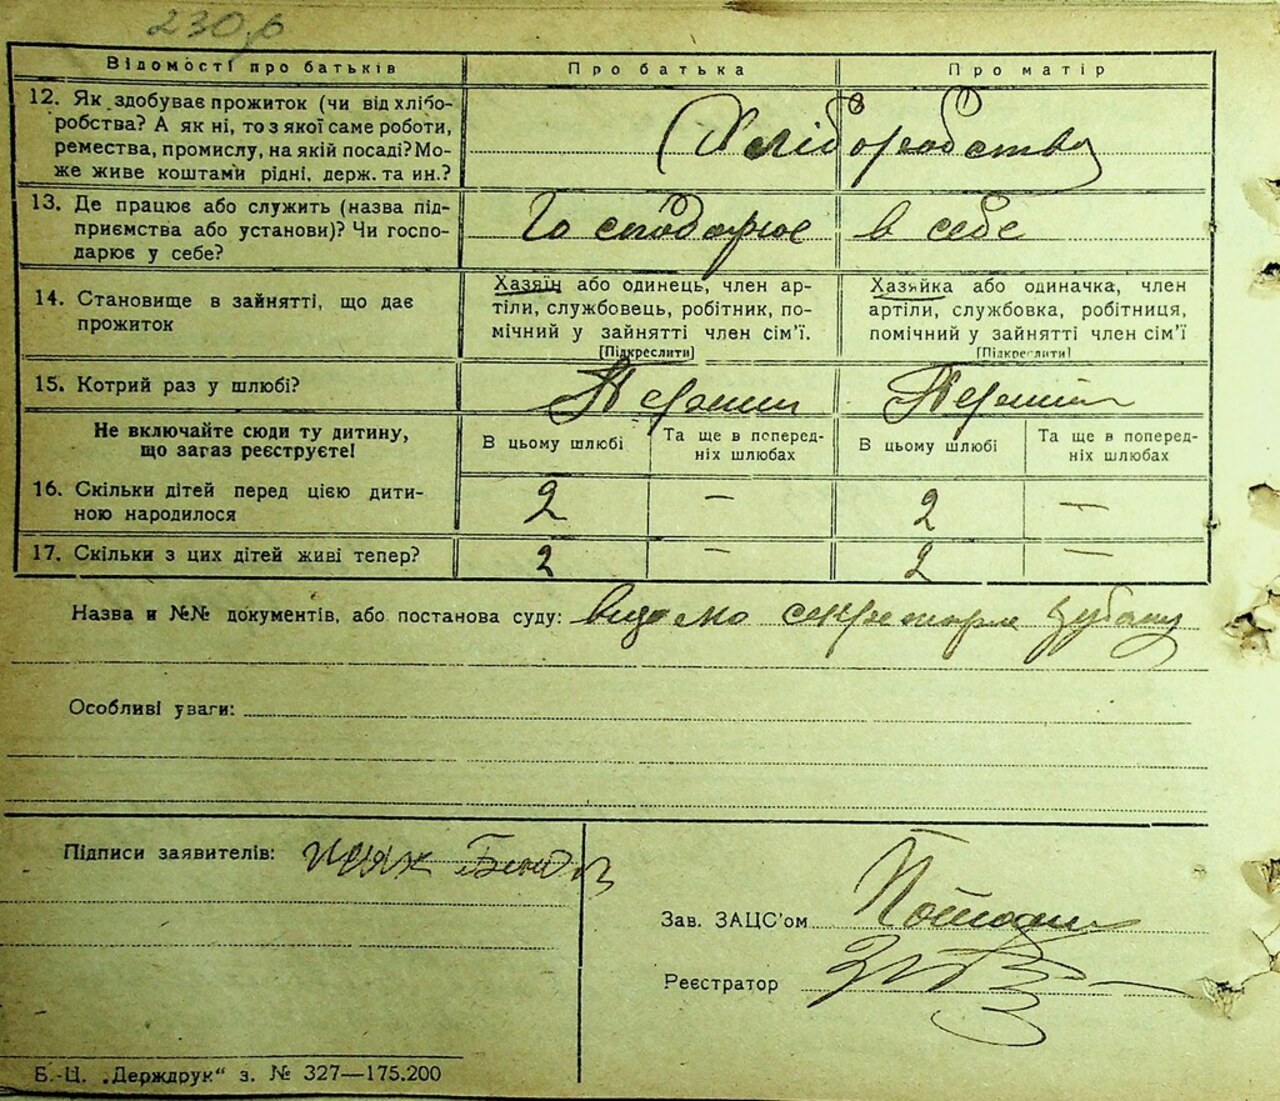 230
Відомості про батьків
Про батька
Про матір
12. Як здобуває прожиток (чи від хлібо-
робства? А як ні, то з якої саме роботи,
ремества, промислу, на якій посаді? Мо-
же живе коштами рідні, держ. та ин.?
Хліборобство
13. Де працює або служить (назва під-
приємства або установи)? Чи госпо-
дарює у себе?
Господарює в себе
14. Становище в зайнятті, що дає
прожиток
Хазяїн або одинець, член ар-
тіли, службовець, робітник, по-
мічний у зайнятті член сім'ї.
[Підкреслити]
Хазяйка або одиначка, член
артіли, службовка, робітниця,
помічний у зайнятті член сім'ї
[Підкреслити]
15. Котрий раз у шлюбі?
Перший
Перший
Не включайте сюди ту дитину,
що зараз реєструєте!
В цьому шлюбі
Та ще в поперед-
ніх шлюбах
В цьому шлюбі
Та ще в поперед-
ніх шлюбах
16. Скільки дітей перед цією дити-
ною народилося
2 — 2 —
17. Скільки з цих дітей живі тепер?
2 — 2 —
Назва и №№ документів, або постанова суду: видомо секретарю
Особливі уваги:
Підписи заявителів:
Зав. ЗАЦС'ом
Реєстратор
Б.-Ц. „Держдрук" з. № 327—175.200